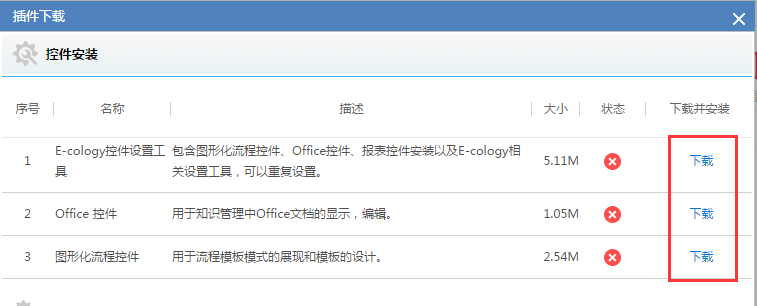 插件下载
控件安装
序号 名称 描述 大小 状态 下载并安装
1 E-cology控件设置工具 包含图形化流程控件、Office控件、报表控件安装以及E-cology相关设置工具，可以重复设置。 5.11M 下载
2 Office 控件 用于知识管理中Office文档的显示，编辑。 1.05M 下载
3 图形化流程控件 用于流程模板模式的展现和模板的设计。 2.54M 下载